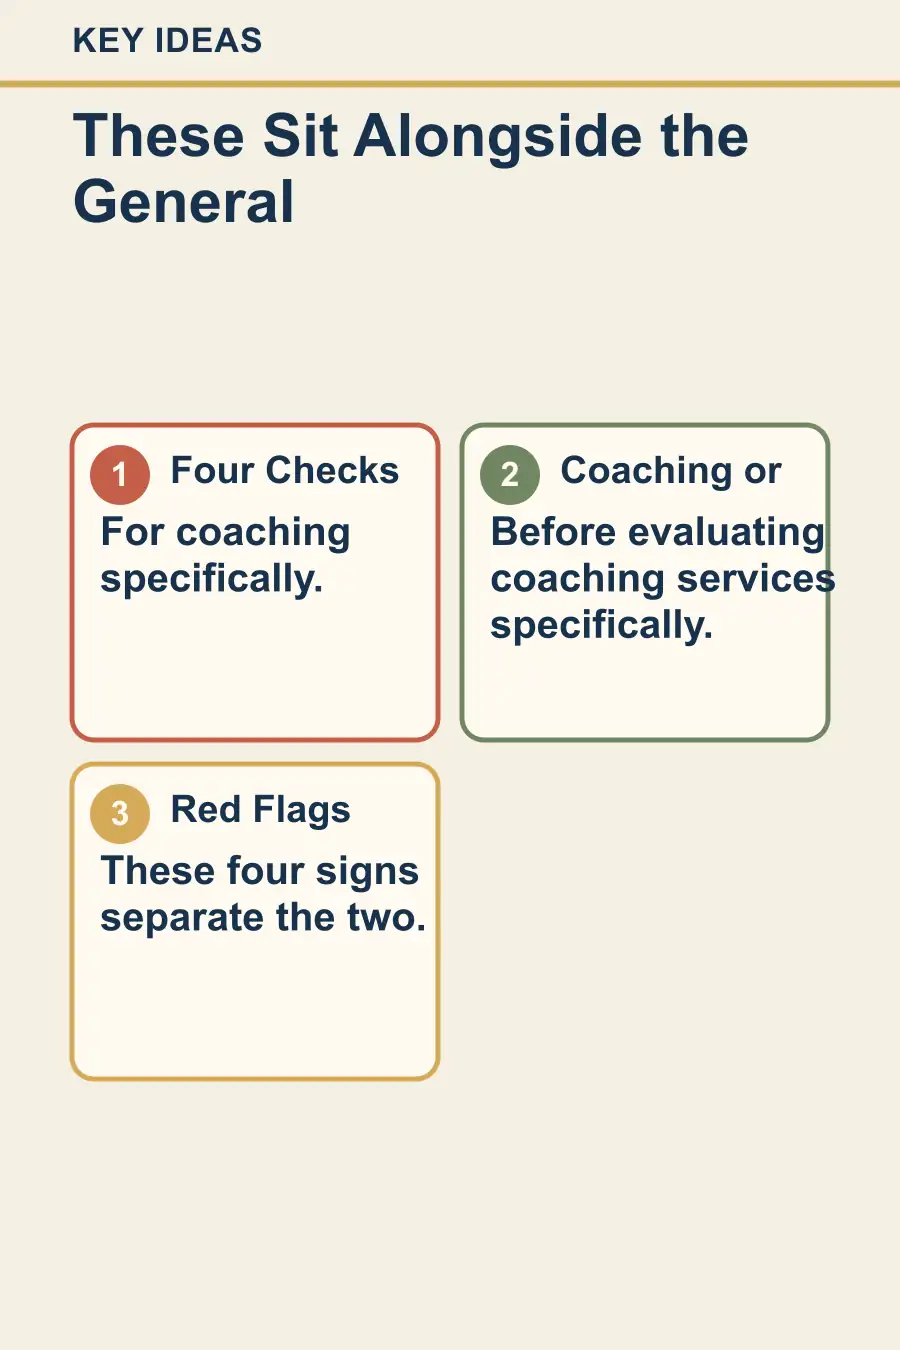 KEY IDEAS
These Sit Alongside the
General
1 Four Checks
For coaching
specifically.
2 Coaching or
Before evaluating
coaching services
specifically.
3 Red Flags
These four signs
separate the two.